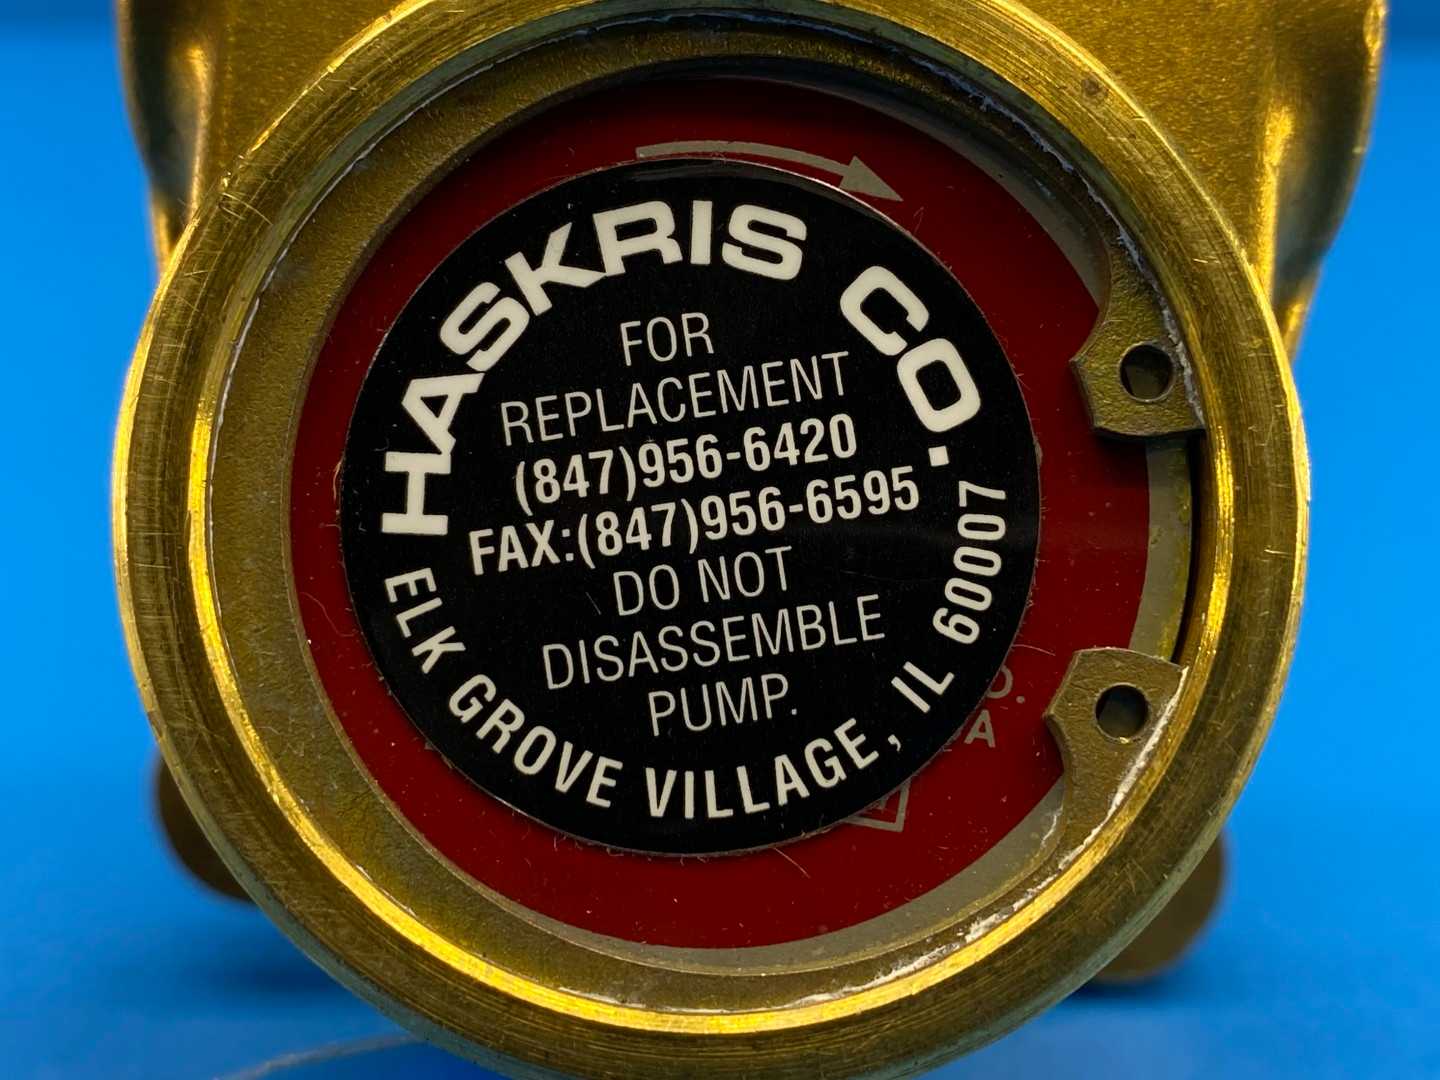 HASKRIS CO.
FOR
REPLACEMENT
(847)956-6420
FAX:(847)956-6595
DO NOT
DISASSEMBLE
PUMP.
ELK GROVE VILLAGE, IL 60007